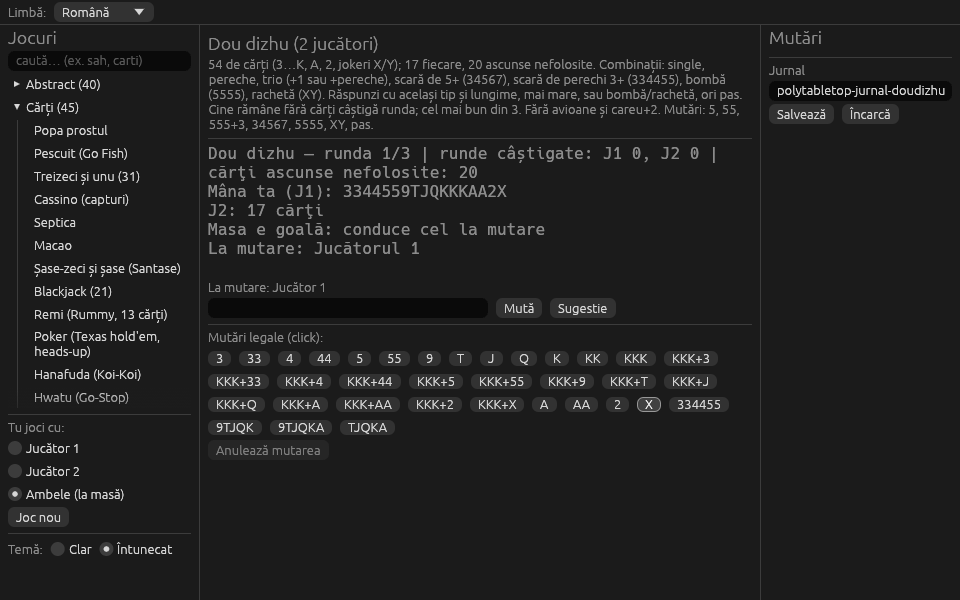 Limbă: Română
Jocuri
caută... (ex. sah, carti)
Abstract (40)
Cărți (45)
Popa prostul
Pescuit (Go Fish)
Treizeci și unu (31)
Cassino (capturi)
Septica
Macao
Șase-zeci și șase (Santase)
Blackjack (21)
Remi (Rummy, 13 cărți)
Poker (Texas hold'em,
heads-up)
Hanafuda (Koi-Koi)
Hwatu (Go-Stop)
Tu joci cu:
Jucător 1
Jucător 2
Ambele (la masă)
Joc nou
Temă: Clar Întunecat
Dou dizhu (2 jucători)
54 de cărți (3...K, A, 2, jokeri X/Y); 17 fiecare, 20 ascunse nefolosite. Combinații: single,
pereche, trio (+1 sau +pereche), scară de 5+ (34567), scară de perechi 3+ (334455), bombă
(5555), rachetă (XY). Răspunzi cu același tip și lungime, mai mare, sau bombă/rachetă, ori pas.
Cine rămâne fără cărți câștigă runda; cel mai bun din 3. Fără avioane și careu+2. Mutări: 5, 55,
555+3, 34567, 5555, XY, pas.
Dou dizhu — runda 1/3 | runde câștigate: J1 0, J2 0 |
cărți ascunse nefolosite: 20
Mâna ta (J1): 3344559TJQKKKAA2X
J2: 17 cărți
Masa e goală: conduce cel la mutare
La mutare: Jucătorul 1
La mutare: Jucător 1
Mută Sugestie
Mutări legale (click):
3 33 4 44 5 55 9 T J Q K KK KKK KKK+3
KKK+33 KKK+4 KKK+44 KKK+5 KKK+55 KKK+9 KKK+T KKK+J
KKK+Q KKK+A KKK+AA KKK+2 KKK+X A AA 2 X 334455
9TJQK 9TJQKA TJQKA
Anulează mutarea
Mutări
Jurnal
polytabletop-jurnal-doudizhu
Salvează Încarcă